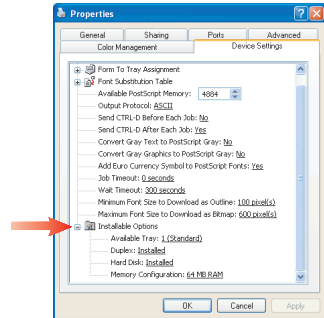 Properties
General Sharing Ports Advanced
Color Management Device Settings
Form To Tray Assignment
Font Substitution Table
Available PostScript Memory: 4884
Output Protocol: ASCII
Send CTRL-D Before Each Job: No
Send CTRL-D After Each Job: Yes
Convert Gray Text to PostScript Gray: No
Convert Gray Graphics to PostScript Gray: No
Add Euro Currency Symbol to PostScript Fonts: Yes
Job Timeout: 0 seconds
Wait Timeout: 300 seconds
Minimum Font Size to Download as Outline: 100 pixel(s)
Maximum Font Size to Download as Bitmap: 600 pixel(s)
Installable Options
Available Tray: 1 (Standard)
Duplex: Installed
Hard Disk: Installed
Memory Configuration: 64 MB RAM
OK Cancel Apply